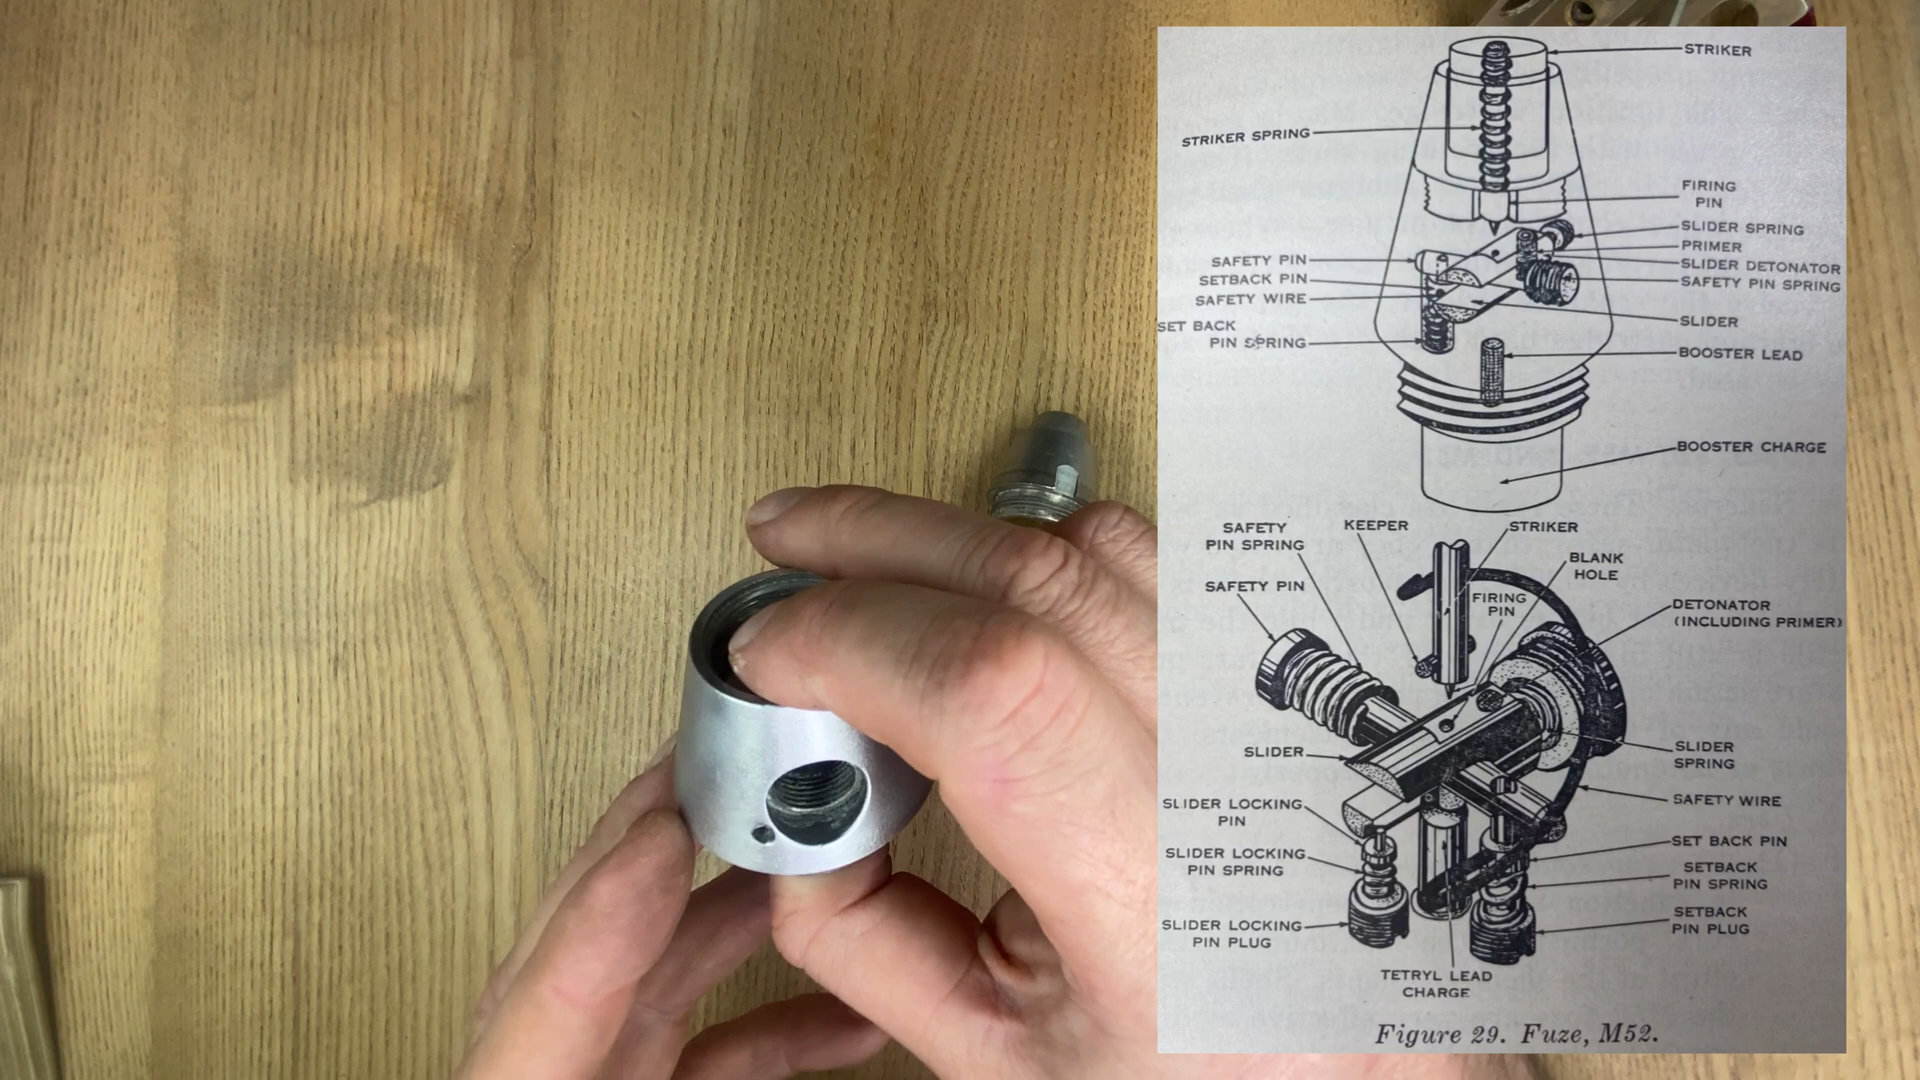 STRIKER
STRIKER SPRING
FIRING
PIN
SLIDER SPRING
PRIMER
SLIDER DETONATOR
SAFETY PIN SPRING
SAFETY PIN
SETBACK PIN
SAFETY WIRE
SET BACK
PIN SPRING
SLIDER
BOOSTER LEAD
BOOSTER CHARGE
SAFETY
PIN SPRING
KEEPER
STRIKER
BLANK
HOLE
SAFETY PIN
FIRING
PIN
DETONATOR
(INCLUDING PRIMER)
SLIDER
SLIDER
SPRING
SLIDER LOCKING
PIN
SAFETY WIRE
SLIDER LOCKING
PIN SPRING
SET BACK PIN
SETBACK
PIN SPRING
SLIDER LOCKING
PIN PLUG
SETBACK
PIN PLUG
TETRYL LEAD
CHARGE
Figure 29. Fuze, M52.